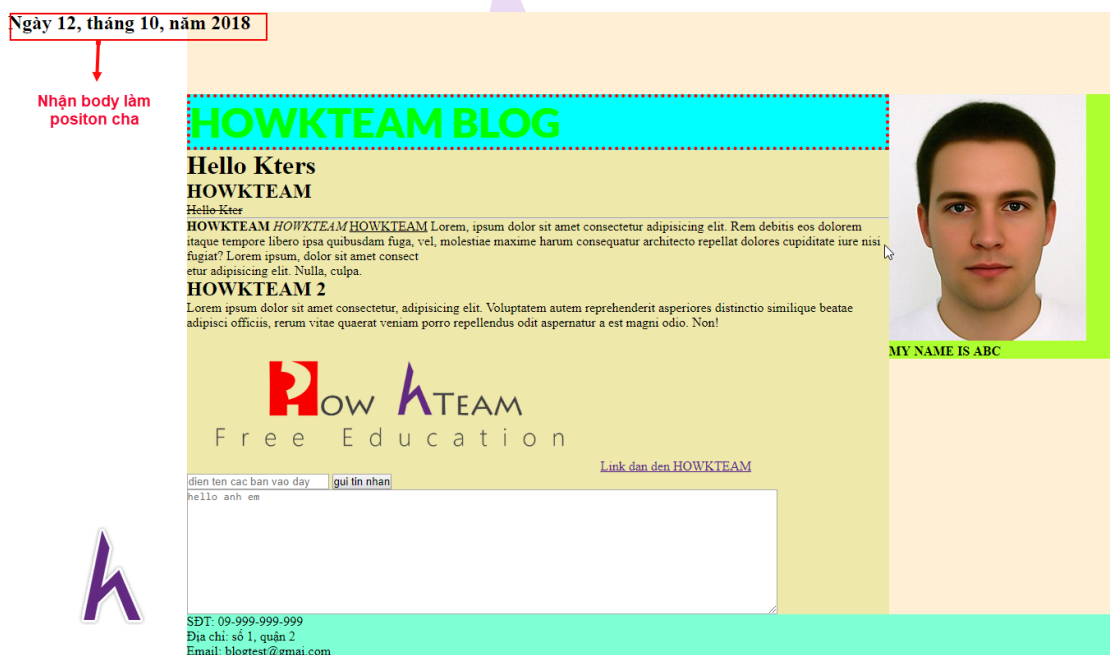 Ngày 12, tháng 10, năm 2018
Nhận body làm
positon cha
HOWKTEAM BLOG
Hello Kters
HOWKTEAM
Hello Kter
HOWKTEAM HOWKTEAM HOWKTEAM Lorem, ipsum dolor sit amet consectetur adipisicing elit. Rem debitis eos dolorem
itaque tempore libero ipsa quibusdam fuga, vel, molestiae maxime harum consequatur architecto repellat dolores cupiditate iure nisi
fugiat? Lorem ipsum, dolor sit amet consect
etur adipisicing elit. Nulla, culpa.
HOWKTEAM 2
Lorem ipsum dolor sit amet consectetur, adipisicing elit. Voluptatem autem reprehenderit asperiores distinctio similique beatae
adipisci officiis, rerum vitae quaerat veniam porro repellendus odit aspernatur a est magni odio. Non!
MY NAME IS ABC
How kTEAM
Free Education
Link dan den HOWKTEAM
dien ten cac ban vao day gui tin nhan
hello anh em
SĐT: 09-999-999-999
Địa chỉ: số 1, quận 2
Email: blogtest@gmai.com